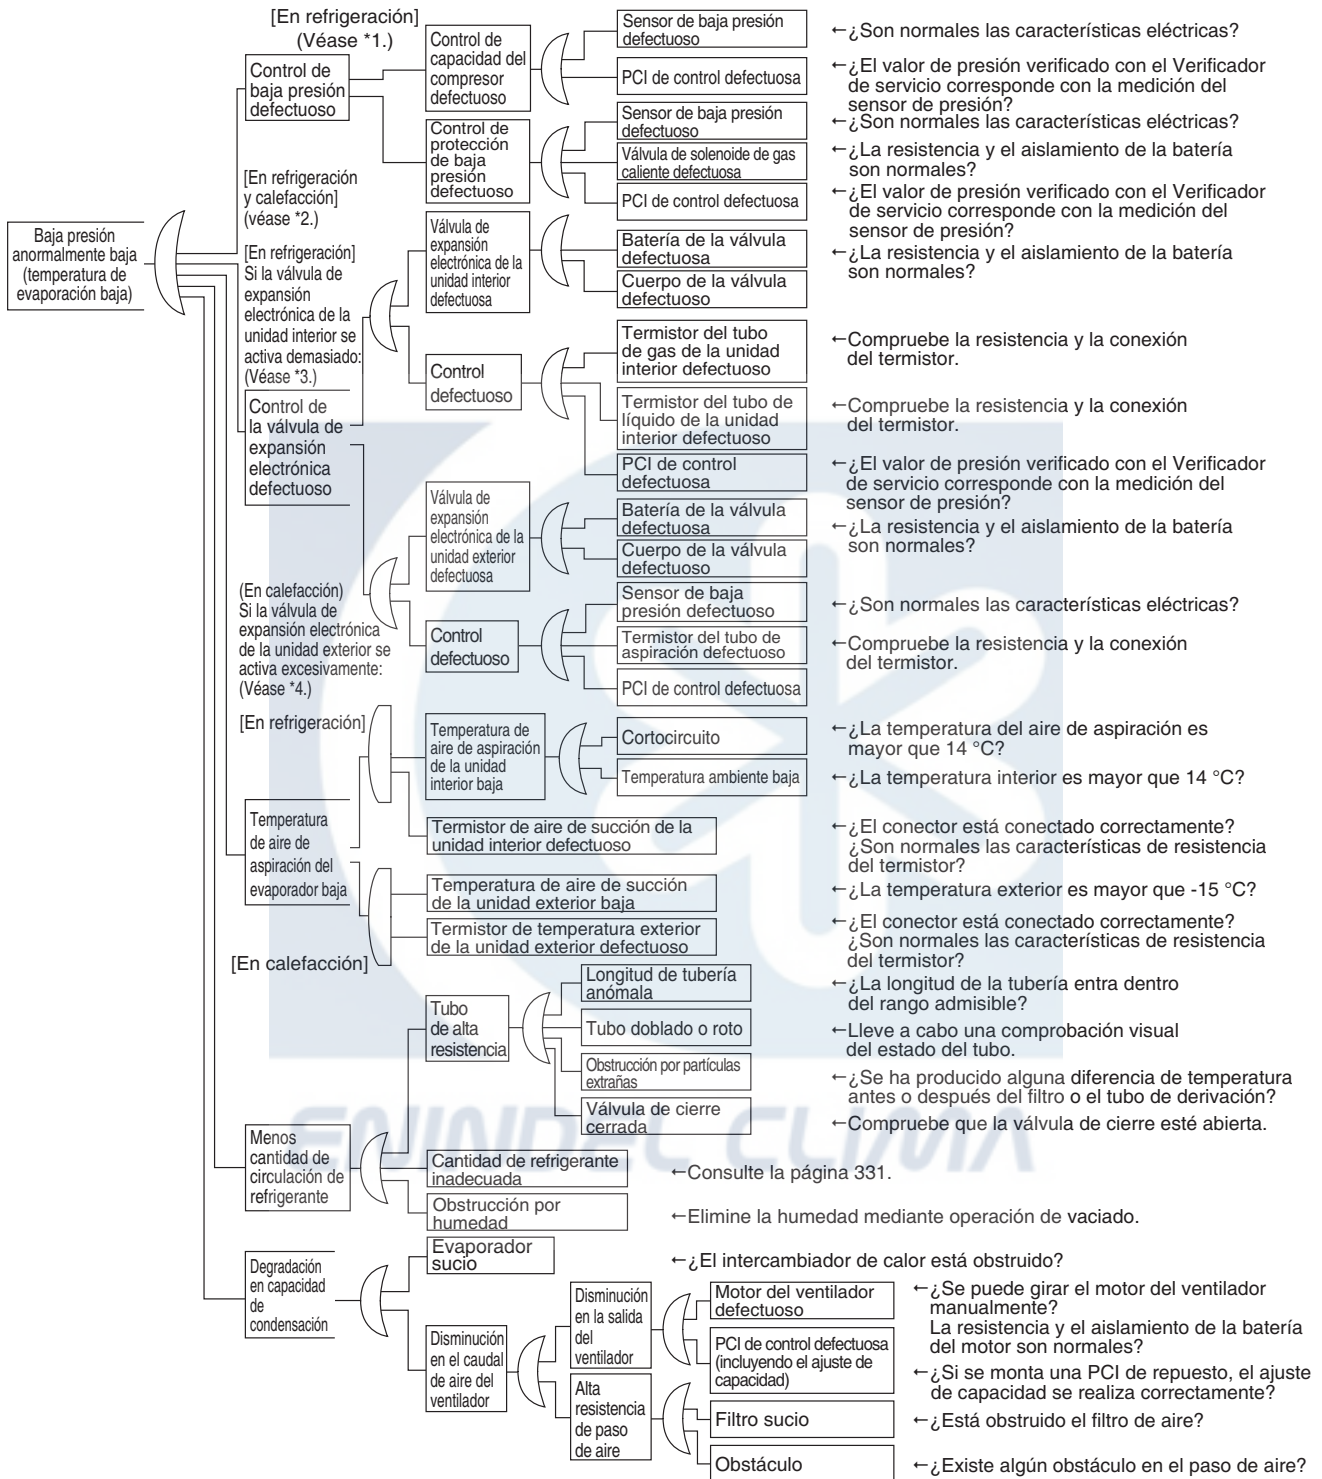 [En refrigeración]
(Véase *1.)
Control de
baja presión
defectuoso
Control de
capacidad del
compresor
defectuoso
Sensor de baja presión
defectuoso
←¿Son normales las características eléctricas?
PCI de control defectuosa
←¿El valor de presión verificado con el Verificador
de servicio corresponde con la medición del
sensor de presión?
Control de
protección
de baja
presión
defectuoso
Sensor de baja presión
defectuoso
←¿Son normales las características eléctricas?
Válvula de solenoide de gas
caliente defectuosa
←¿La resistencia y el aislamiento de la batería
son normales?
PCI de control defectuosa
←¿El valor de presión verificado con el Verificador
de servicio corresponde con la medición del
sensor de presión?
Baja presión
anormalmente baja
(temperatura de
evaporación baja)
[En refrigeración
y calefacción]
(véase *2.)
[En refrigeración]
Si la válvula de
expansión
electrónica de la
unidad interior se
activa demasiado:
(Véase *3.)
Control de
la válvula de
expansión
electrónica
defectuoso
Válvula de
expansión
electrónica de la
unidad interior
defectuosa
Batería de la válvula
defectuosa
←¿La resistencia y el aislamiento de la batería
son normales?
Cuerpo de la válvula
defectuoso
Control
defectuoso
Termistor del tubo
de gas de la unidad
interior defectuoso
←Compruebe la resistencia y la conexión
del termistor.
Termistor del tubo de
líquido de la unidad
interior defectuoso
←Compruebe la resistencia y la conexión
del termistor.
PCI de control
defectuosa
←¿El valor de presión verificado con el Verificador
de servicio corresponde con la medición del
sensor de presión?
Válvula de
expansión
electrónica de la
unidad exterior
defectuosa
Batería de la válvula
defectuosa
←¿La resistencia y el aislamiento de la batería
son normales?
Cuerpo de la válvula
defectuoso
(En calefacción)
Si la válvula de
expansión electrónica
de la unidad exterior se
activa excesivamente:
(Véase *4.)
Control
defectuoso
Sensor de baja
presión defectuoso
←¿Son normales las características eléctricas?
Termistor del tubo de
aspiración defectuoso
←Compruebe la resistencia y la conexión
del termistor.
PCI de control defectuosa
[En refrigeración]
Temperatura
de aire de
aspiración del
evaporador baja
Temperatura de
aire de aspiración
de la unidad
interior baja
Cortocircuito
←¿La temperatura del aire de aspiración es
mayor que 14 °C?
Temperatura ambiente baja
←¿La temperatura interior es mayor que 14 °C?
Termistor de aire de succión de la
unidad interior defectuoso
←¿El conector está conectado correctamente?
¿Son normales las características de resistencia
del termistor?
Temperatura de aire de succión
de la unidad exterior baja
←¿La temperatura exterior es mayor que -15 °C?
Termistor de temperatura exterior
de la unidad exterior defectuoso
←¿El conector está conectado correctamente?
¿Son normales las características de resistencia
del termistor?
[En calefacción]
Menos
cantidad de
circulación de
refrigerante
Tubo
de alta
resistencia
Longitud de tubería
anómala
←¿La longitud de la tubería entra dentro
del rango admisible?
Tubo doblado o roto
←Lleve a cabo una comprobación visual
del estado del tubo.
Obstrucción por partículas
extrañas
←¿Se ha producido alguna diferencia de temperatura
antes o después del filtro o el tubo de derivación?
Válvula de cierre
cerrada
←Compruebe que la válvula de cierre esté abierta.
ENINDEL CLIMA
Cantidad de refrigerante
inadecuada
←Consulte la página 331.
Obstrucción por
humedad
←Elimine la humedad mediante operación de vaciado.
Degradación
en capacidad
de
condensación
Evaporador
sucio
←¿El intercambiador de calor está obstruido?
Disminución
en el caudal
de aire del
ventilador
Disminución
en la salida
del
ventilador
Motor del ventilador
defectuoso
←¿Se puede girar el motor del ventilador
manualmente?
La resistencia y el aislamiento de la batería
del motor son normales?
PCI de control defectuosa
(incluyendo el ajuste de
capacidad)
←¿Si se monta una PCI de repuesto, el ajuste
de capacidad se realiza correctamente?
Alta
resistencia
de paso
de aire
Filtro sucio
←¿Está obstruido el filtro de aire?
Obstáculo
←¿Existe algún obstáculo en el paso de aire?